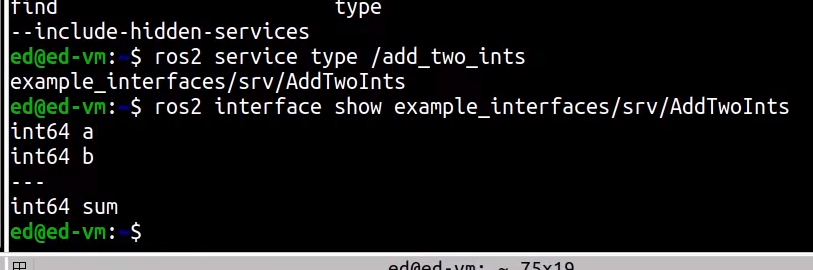 find type
--include-hidden-services
ed@ed-vm:~$ ros2 service type /add_two_ints
example_interfaces/srv/AddTwoInts
ed@ed-vm:~$ ros2 interface show example_interfaces/srv/AddTwoInts
int64 a
int64 b
---
int64 sum
ed@ed-vm:~$
ed@ed-vm: ~ 75x19